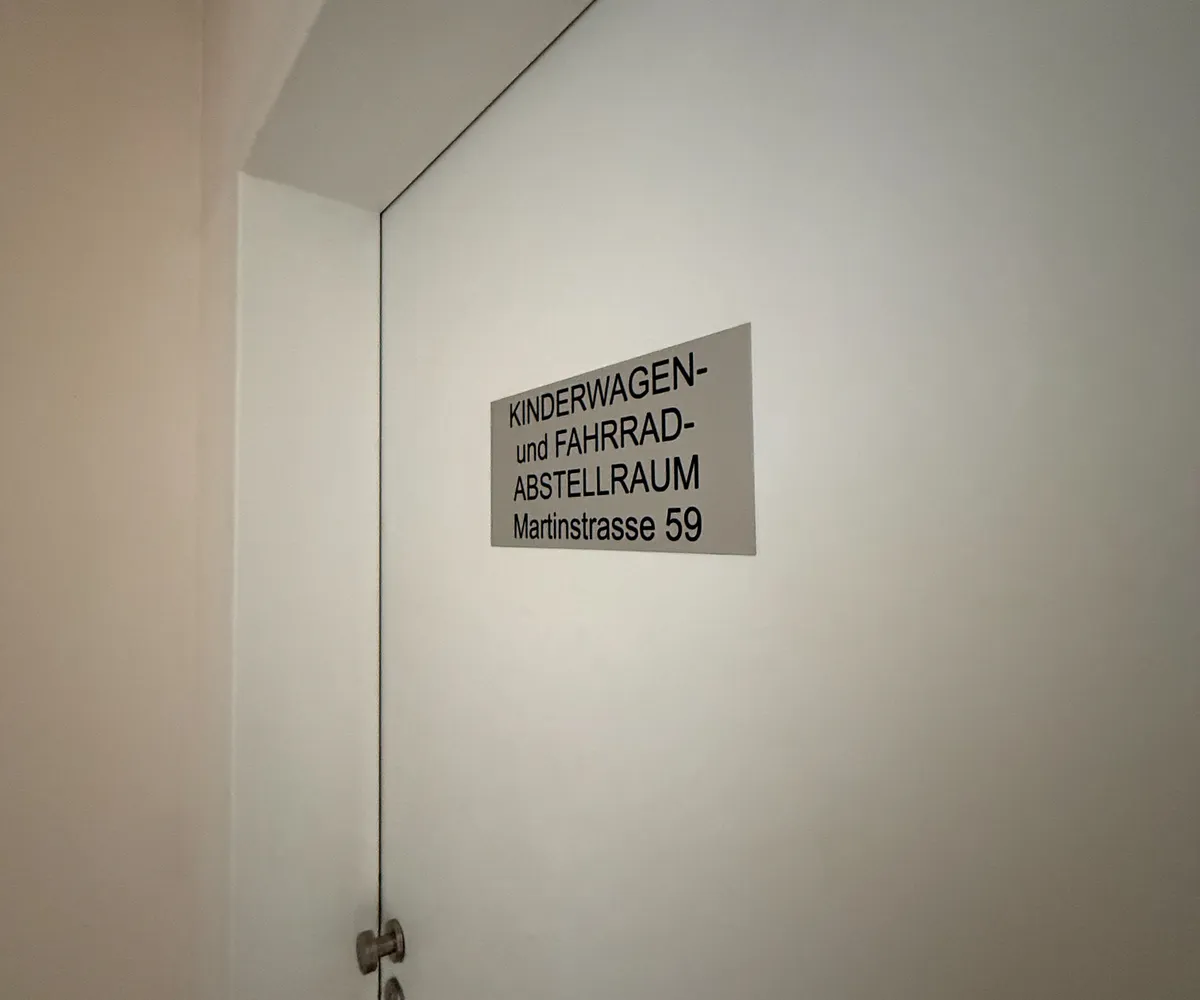 KINDERWAGEN-
und FAHRRAD-
ABSTELLRAUM
Martinstrasse 59